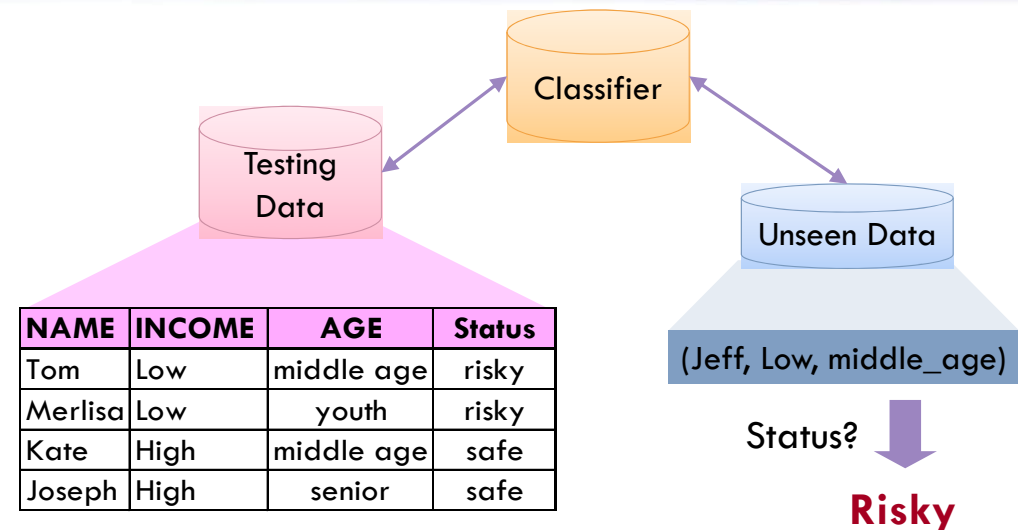 Classifier
Testing
Data
Unseen Data
NAME INCOME AGE Status
Tom Low middle age risky
Merlisa Low youth risky
Kate High middle age safe
Joseph High senior safe
(Jeff, Low, middle_age)
Status?
Risky